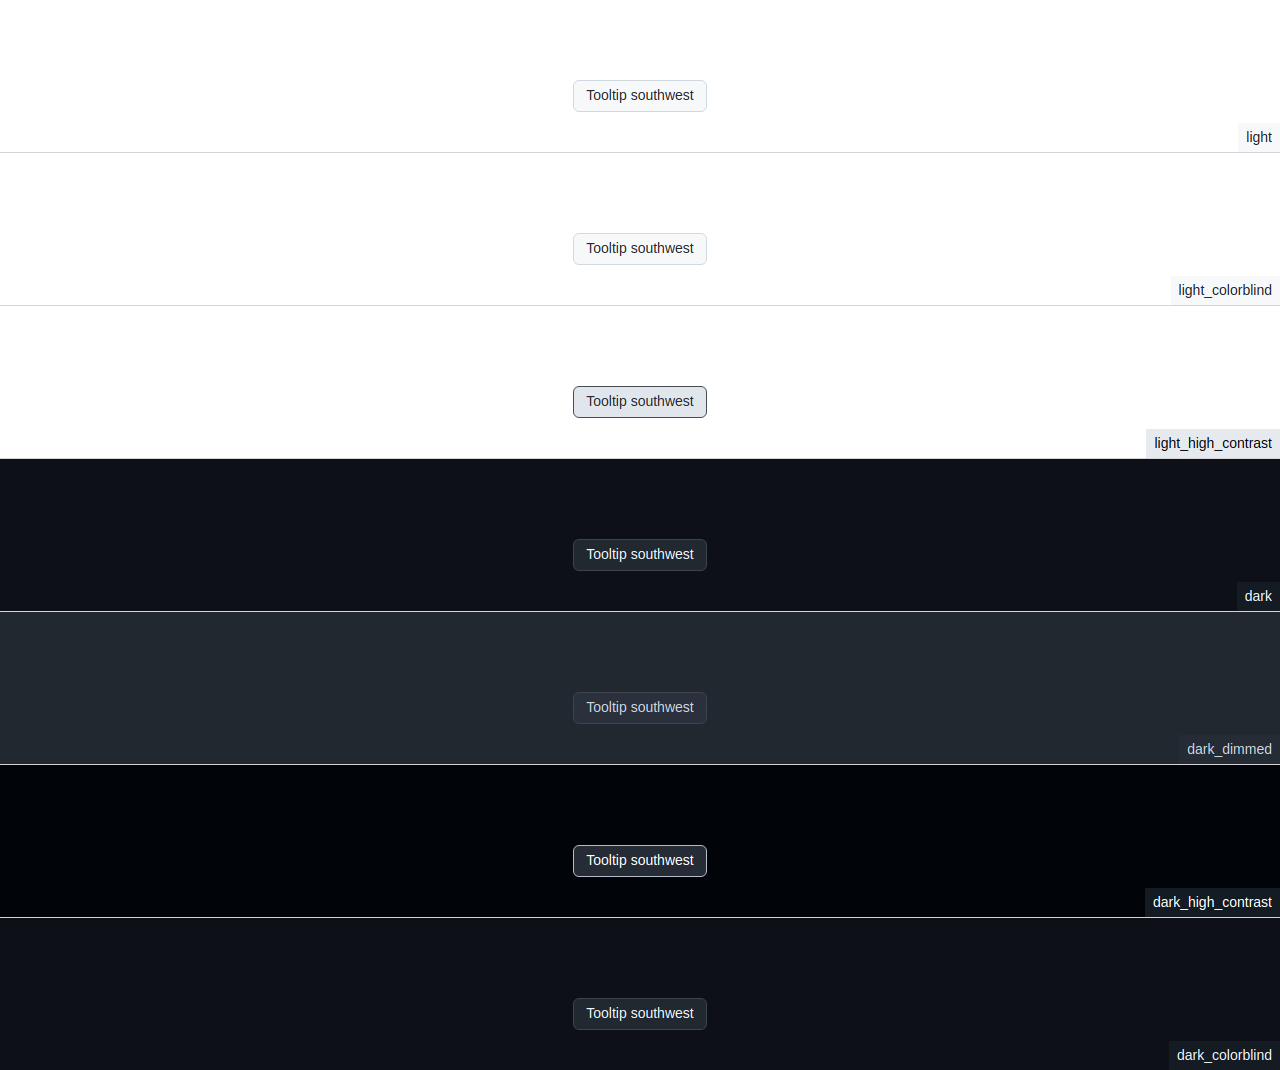 Tooltip southwest
light
Tooltip southwest
light_colorblind
Tooltip southwest
light_high_contrast
Tooltip southwest
dark
Tooltip southwest
dark_dimmed
Tooltip southwest
dark_high_contrast
Tooltip southwest
dark_colorblind